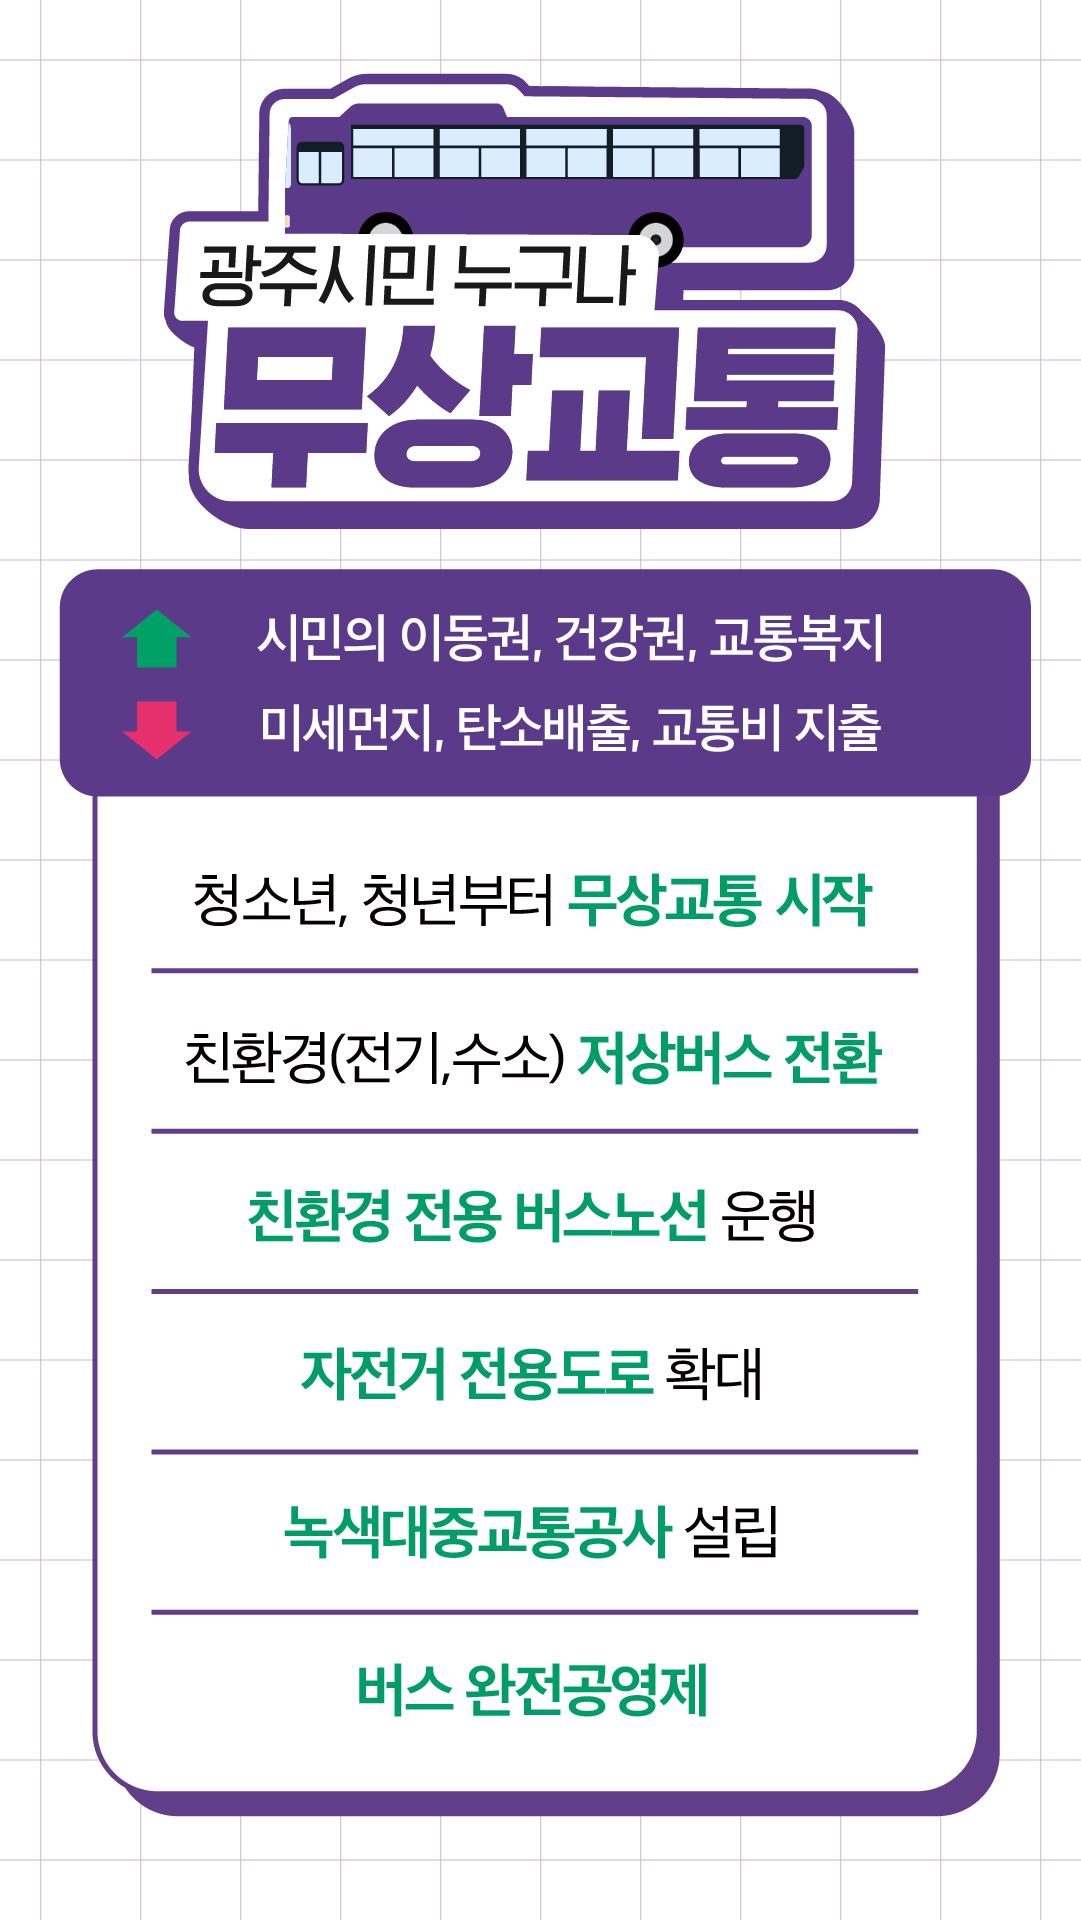 광주시민 누구나
무상교통
시민의 이동권, 건강권, 교통복지
미세먼지, 탄소배출, 교통비 지출
청소년, 청년부터 무상교통 시작
친환경(전기,수소) 저상버스 전환
친환경 전용 버스노선 운행
자전거 전용도로 확대
녹색대중교통공사 설립
버스 완전공영제